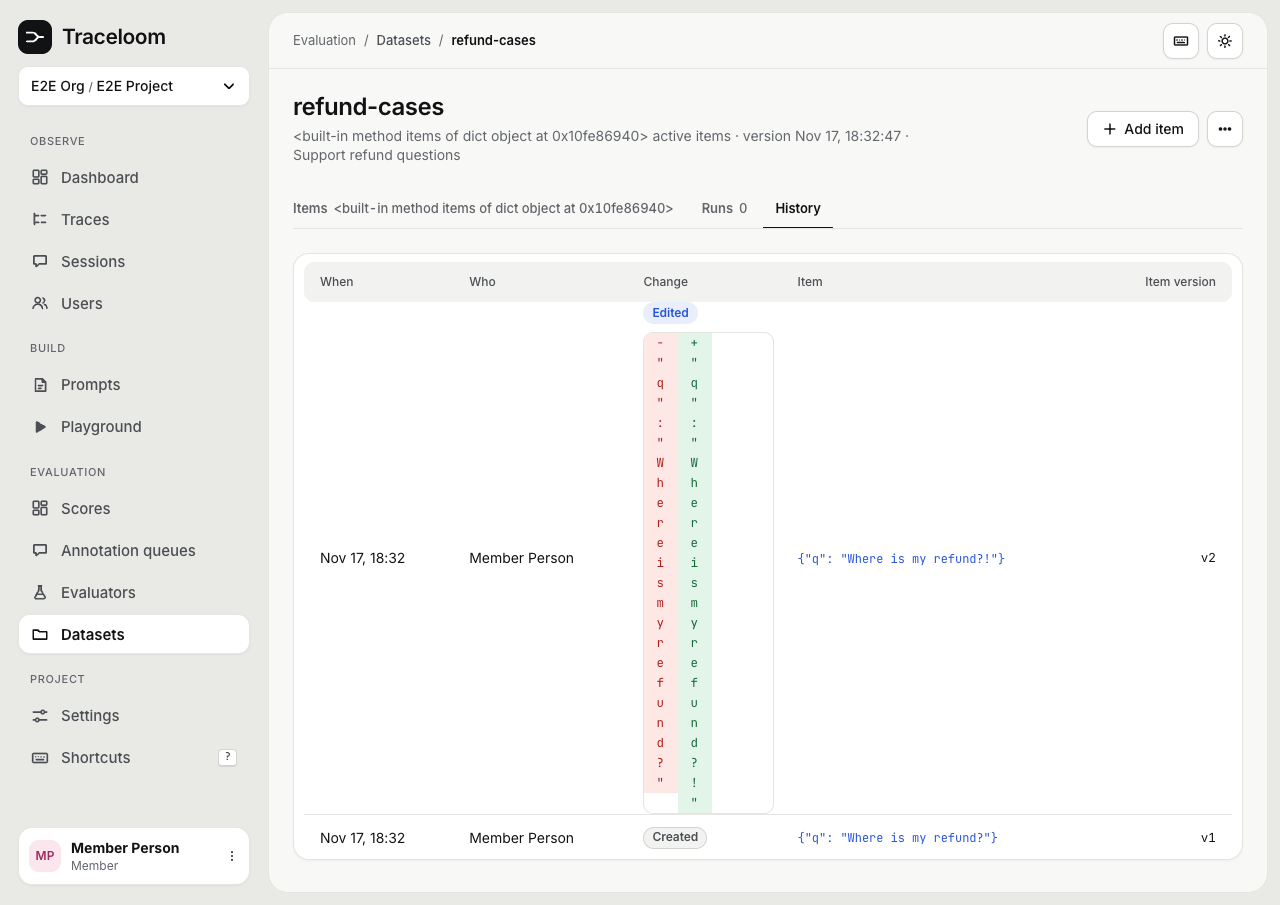 Traceloom
E2E Org / E2E Project
OBSERVE
Dashboard
Traces
Sessions
Users
BUILD
Prompts
Playground
EVALUATION
Scores
Annotation queues
Evaluators
Datasets
PROJECT
Settings
Shortcuts ?
MP Member Person
Member
Evaluation / Datasets / refund-cases
refund-cases
<built-in method items of dict object at 0x10fe86940> active items · version Nov 17, 18:32:47 ·
Support refund questions
Add item
Items <built-in method items of dict object at 0x10fe86940> Runs 0 History
When Who Change Item Item version
Edited
- "q":"Where is my refund?"
+ "q":"Where is my refund?!"
Nov 17, 18:32 Member Person {"q": "Where is my refund?!"} v2
Nov 17, 18:32 Member Person Created {"q": "Where is my refund?"} v1